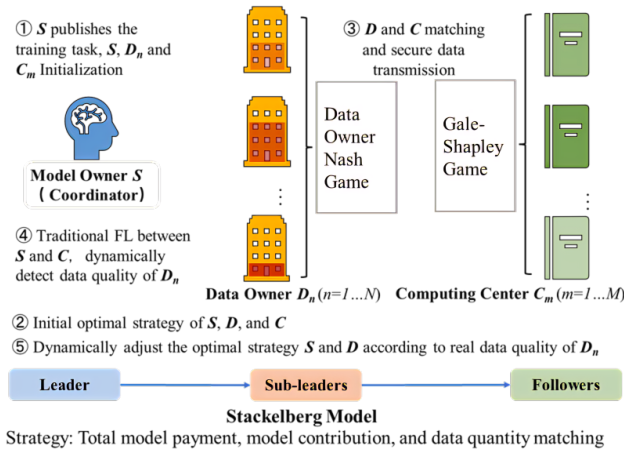 ① S publishes the
training task, S, Dn and
Cm Initialization
③ D and C matching
and secure data
transmission
Model Owner S
( Coordinator)
Data
Owner
Nash
Game
Gale-
Shapley
Game
④ Traditional FL between
S and C, dynamically
detect data quality of Dn
Data Owner Dn (n=1…N)
Computing Center Cm (m=1…M)
② Initial optimal strategy of S, D, and C
⑤ Dynamically adjust the optimal strategy S and D according to real data quality of Dn
Leader
Sub-leaders
Followers
Stackelberg Model
Strategy: Total model payment, model contribution, and data quantity matching